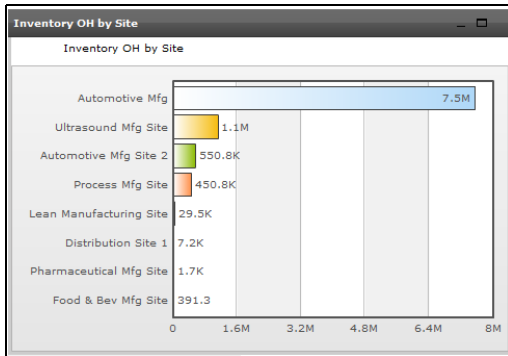 Inventory OH by Site
Inventory OH by Site
Automotive Mfg 7.5M
Ultrasound Mfg Site 1.1M
Automotive Mfg Site 2 550.8K
Process Mfg Site 450.8K
Lean Manufacturing Site 29.5K
Distribution Site 1 7.2K
Pharmaceutical Mfg Site 1.7K
Food & Bev Mfg Site 391.3
0 1.6M 3.2M 4.8M 6.4M 8M